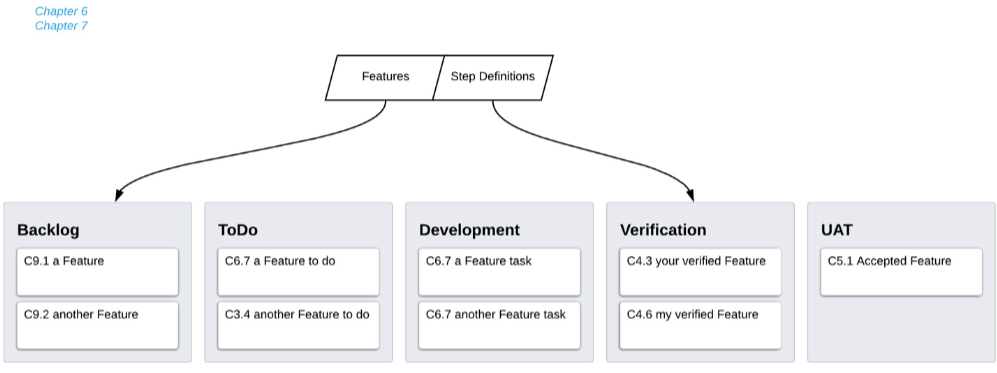 Chapter 6
Chapter 7
Features
Step Definitions
Backlog
C9.1 a Feature
C9.2 another Feature
ToDo
C6.7 a Feature to do
C3.4 another Feature to do
Development
C6.7 a Feature task
C6.7 another Feature task
Verification
C4.3 your verified Feature
C4.6 my verified Feature
UAT
C5.1 Accepted Feature